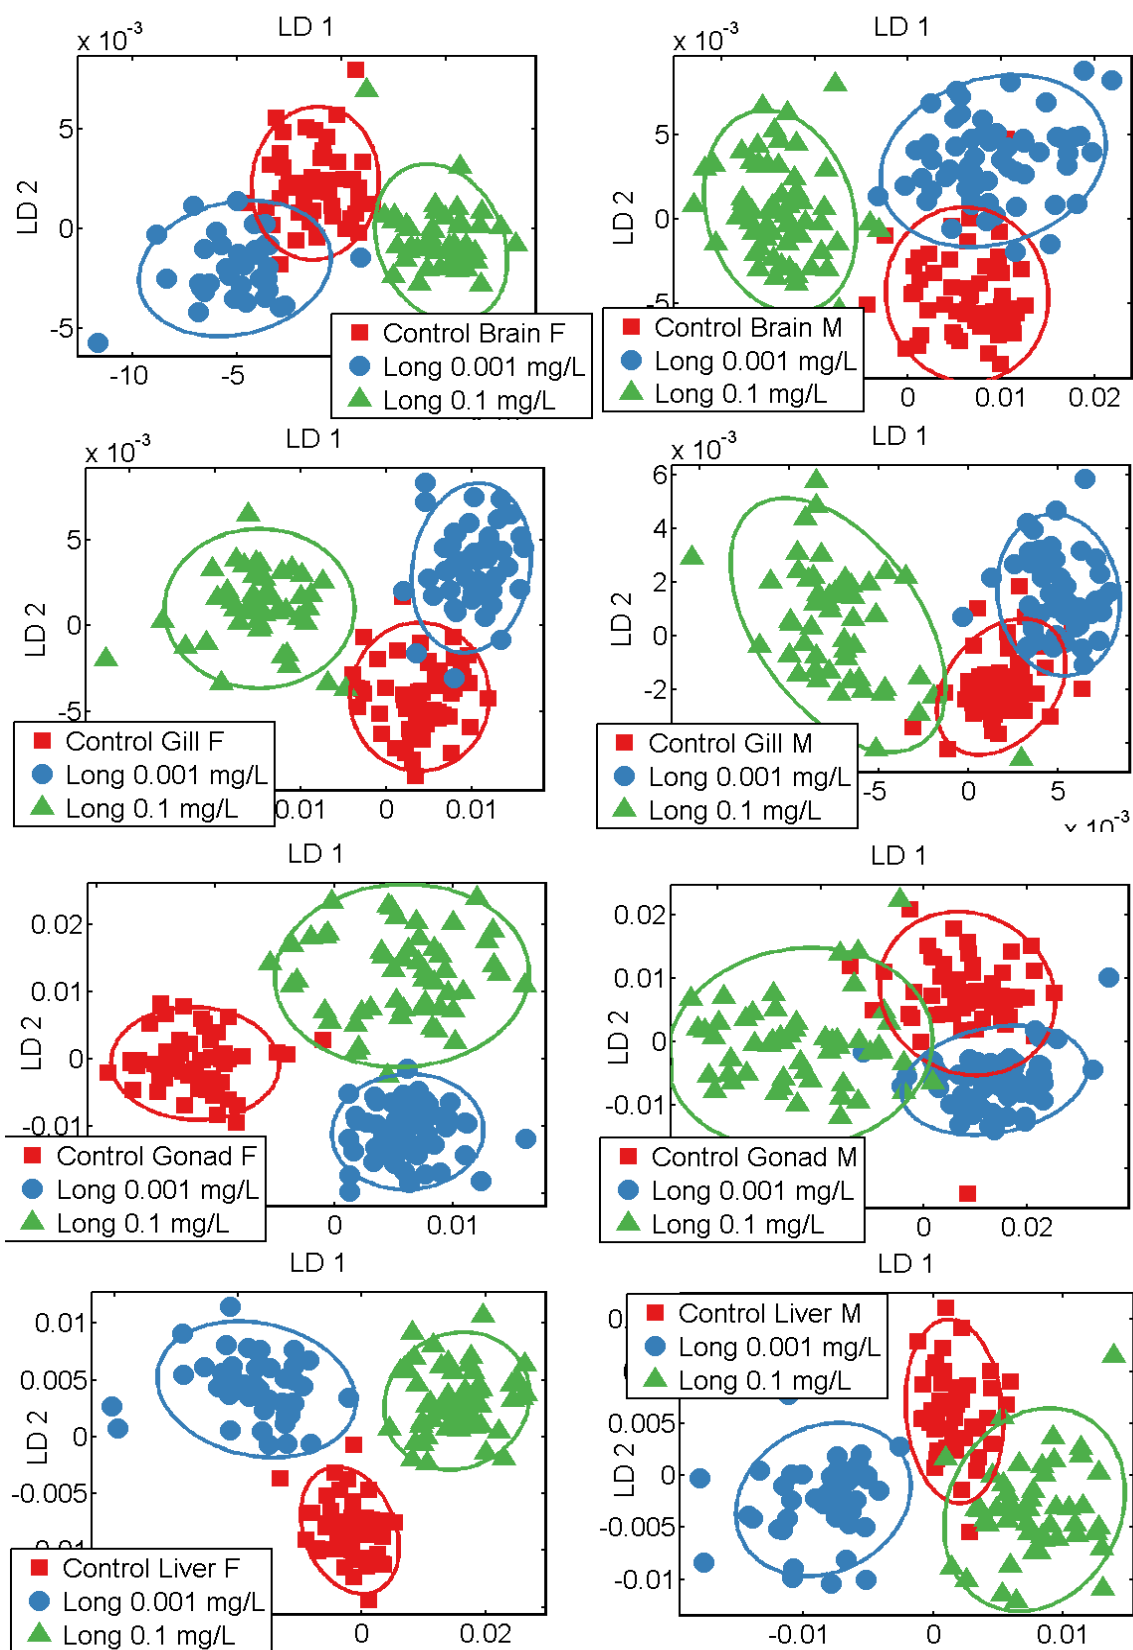 LD 1
LD 1
x 10-3
x 10-3
5
0
-5
LD 2
-10
-5
Control Brain F
Long 0.001 mg/L
Long 0.1 mg/L
5
0
-5
LD 2
0
0.01
0.02
Control Brain M
Long 0.001 mg/L
Long 0.1 mg/L
LD 1
LD 1
x 10-3
x 10-3
5
0
-5
LD 2
0.01
0
0.01
Control Gill F
Long 0.001 mg/L
Long 0.1 mg/L
6
4
2
0
-2
LD 2
-5
0
5
x 10-3
Control Gill M
Long 0.001 mg/L
Long 0.1 mg/L
LD 1
LD 1
0.02
0.01
0
-0.01
LD 2
0
0.01
Control Gonad F
Long 0.001 mg/L
Long 0.1 mg/L
0.02
0.01
0
-0.01
LD 2
0
0.02
Control Gonad M
Long 0.001 mg/L
Long 0.1 mg/L
LD 1
LD 1
0.01
0.005
0
-0.005
LD 2
0
0.02
Control Liver F
Long 0.001 mg/L
Long 0.1 mg/L
Control Liver M
Long 0.001 mg/L
Long 0.1 mg/L
0.005
0
-0.005
-0.01
LD 2
-0.01
0
0.01